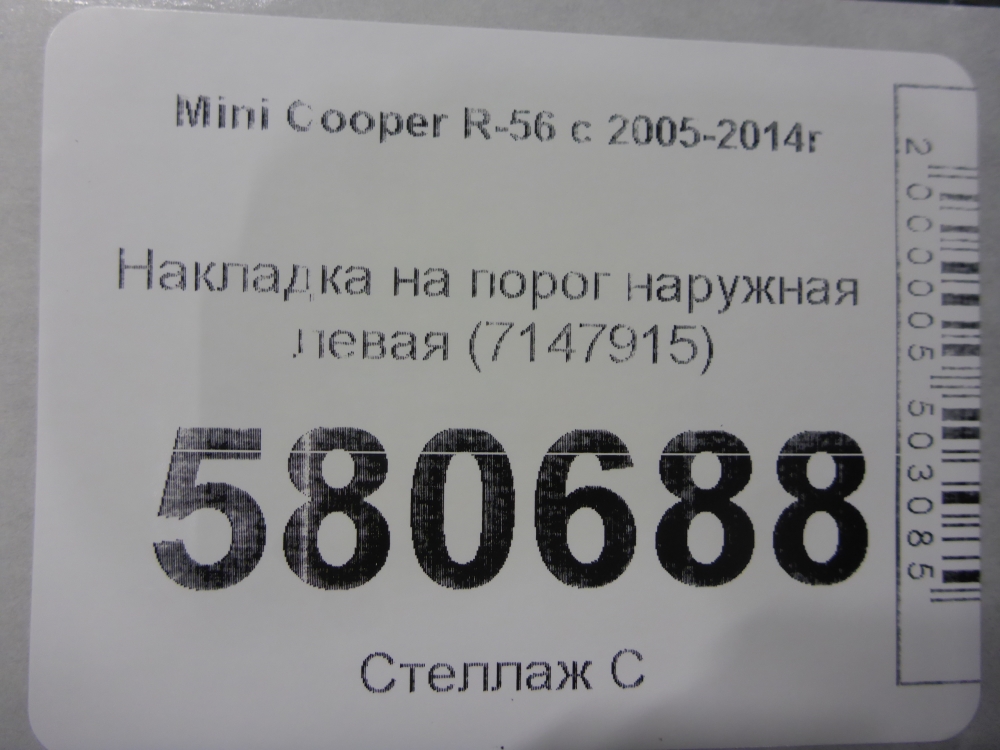 Mini Cooper R-56 с 2005-2014г
Накладка на порог наружная
левая (7147915)
580688
Стеллаж С
2000005503085